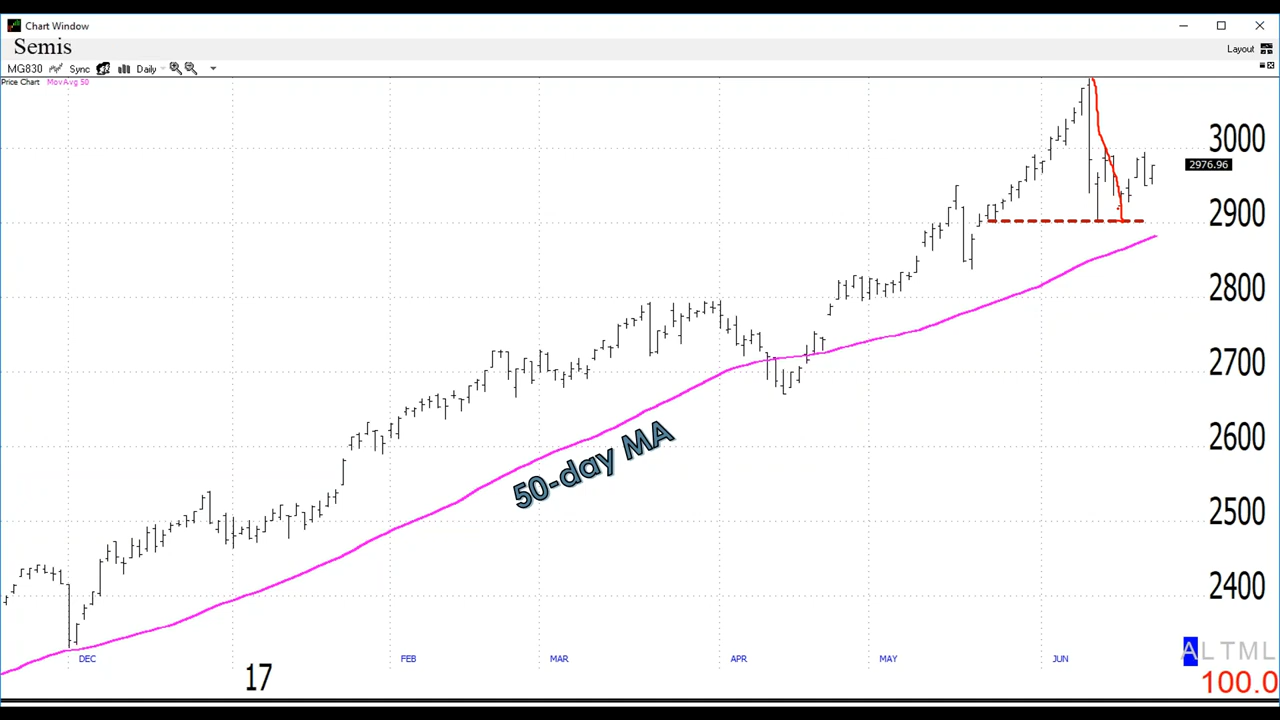 Chart Window
Semis
Layout
MG830 Sync Daily
Price Chart MovAvg 50
3000
2976.96
2900
2800
2700
2600
50-day MA
2500
2400
ALTML
DEC FEB MAR APR MAY JUN
17
100.0